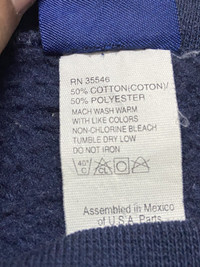 RN 35546
50% COTTON(COTON)/
50% POLYESTER
MACH WASH WARM
WITH LIKE COLORS
NON-CHLORINE BLEACH
TUMBLE DRY LOW
DO NOT IRON
40°
C
Assembled in Mexico
of U.S.A. Parts